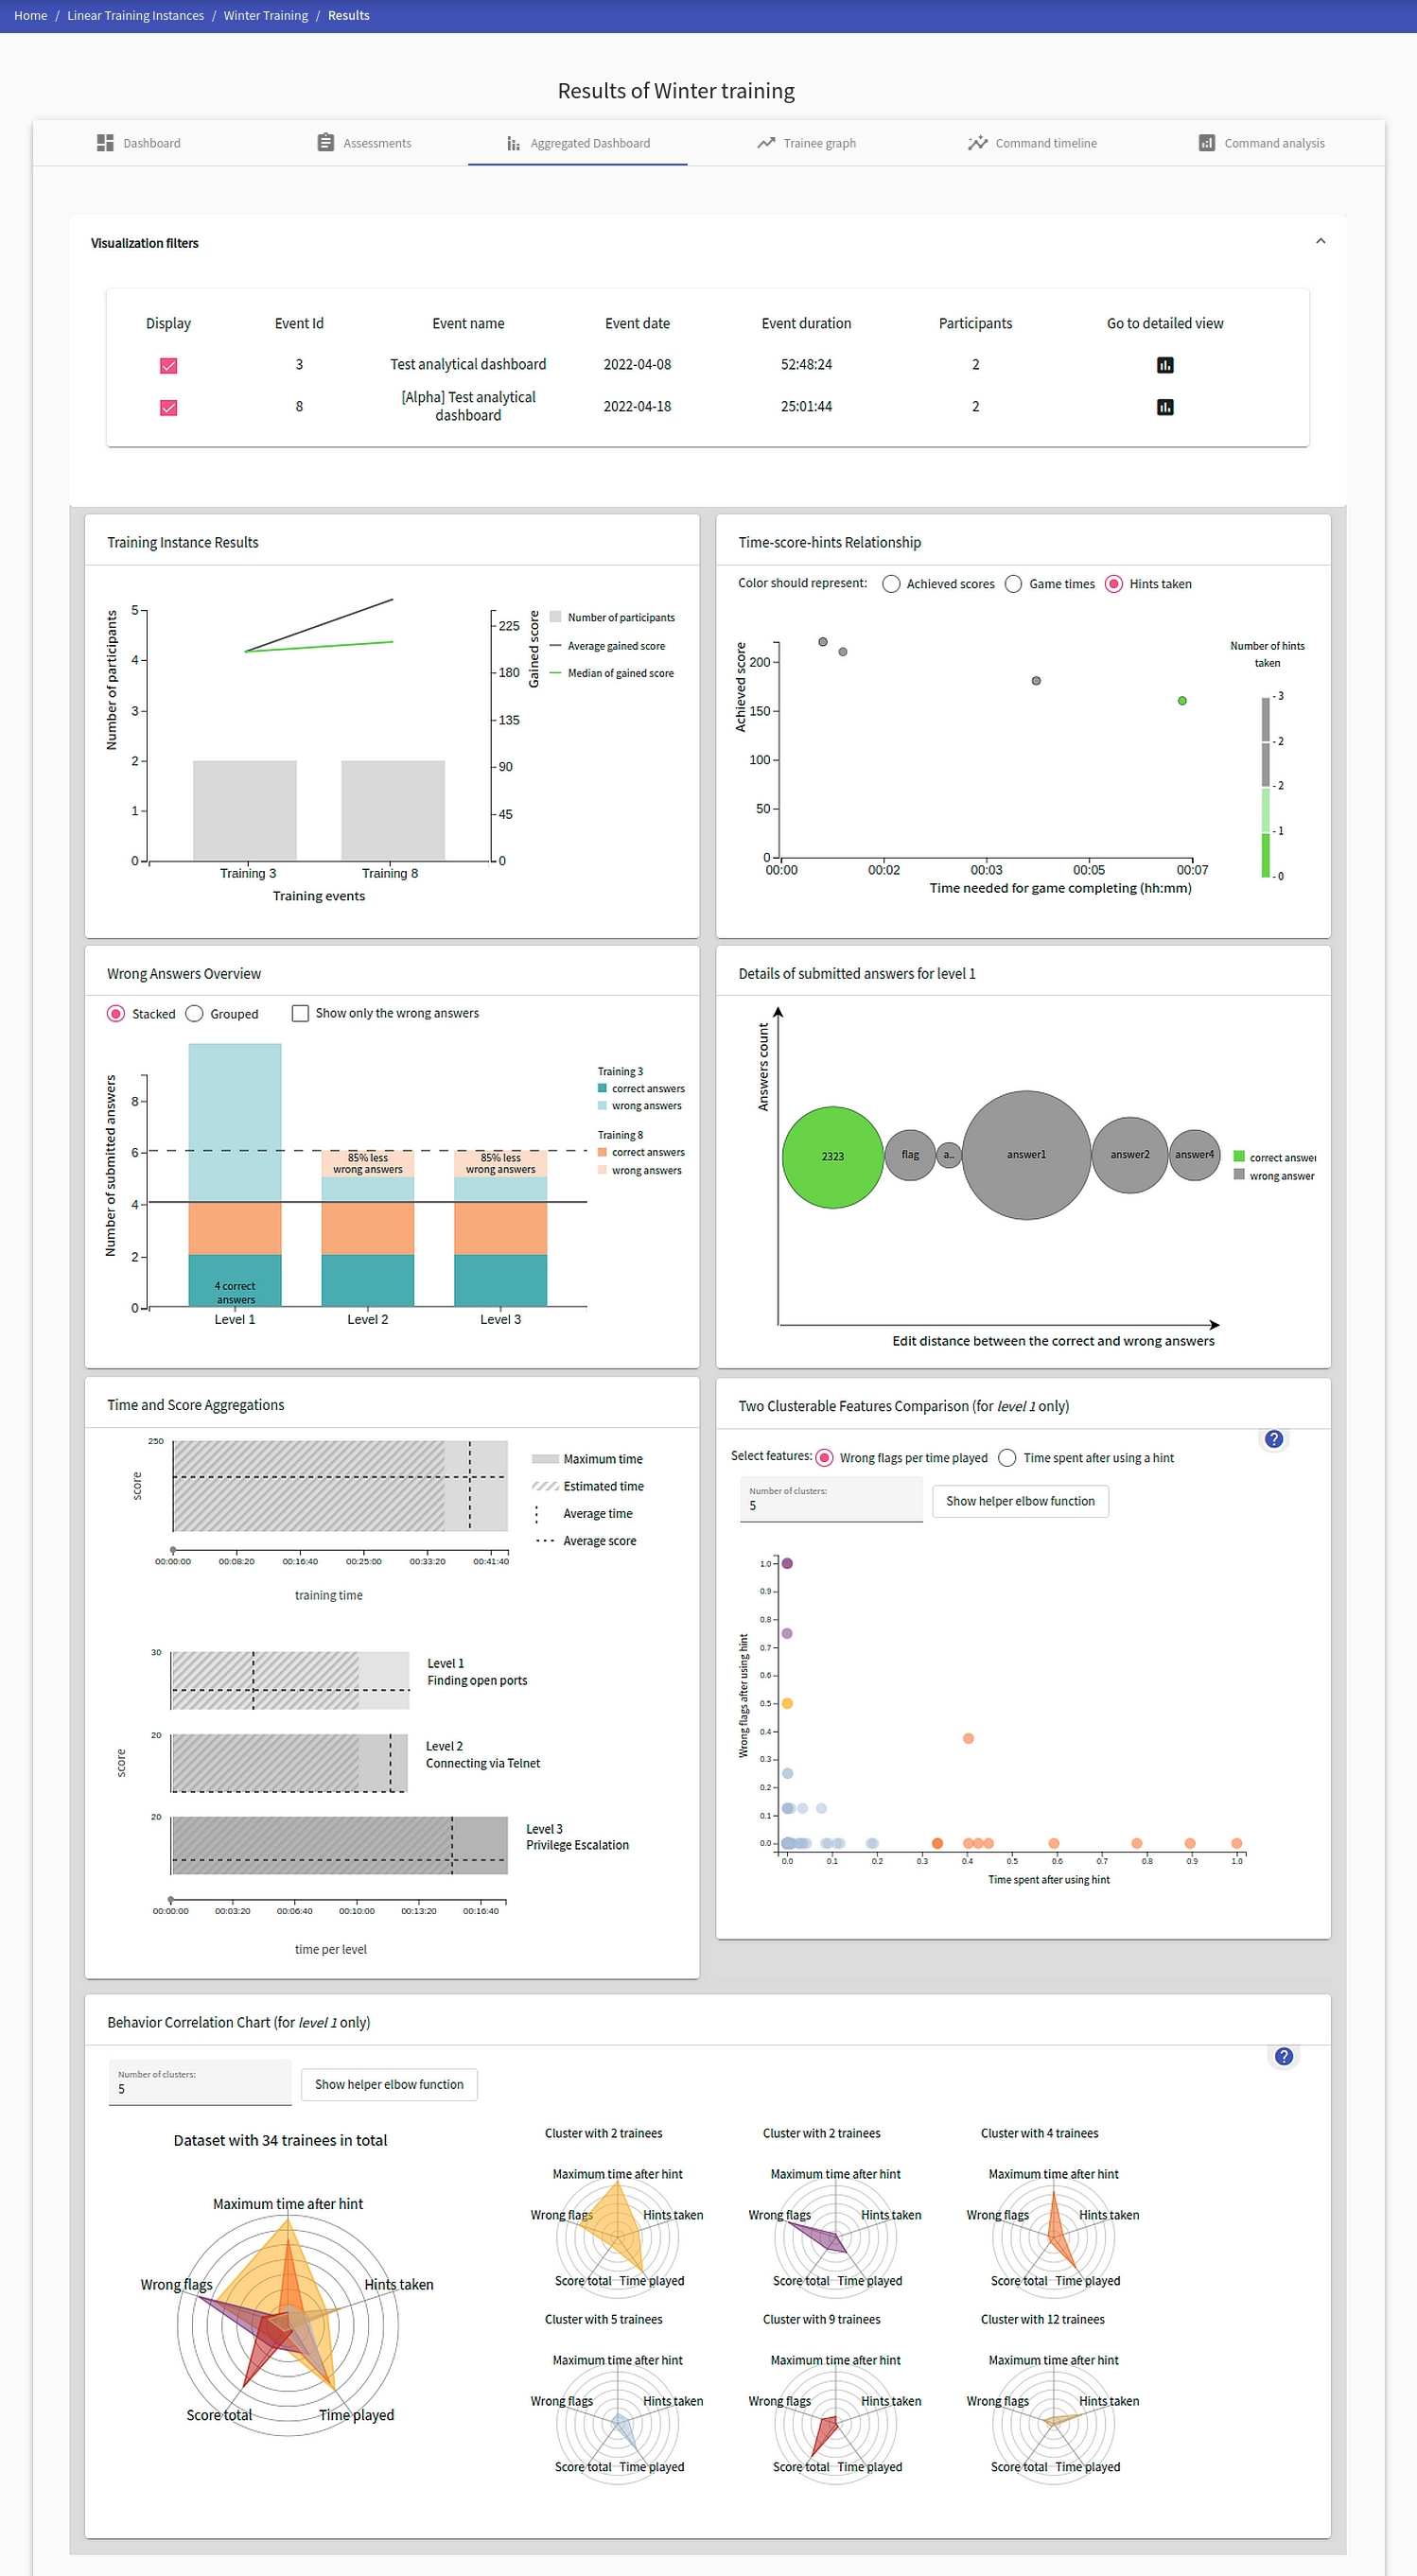 Home / Linear Training Instances / Winter Training / Results
Results of Winter training
Dashboard Assessments Aggregated Dashboard Trainee graph Command timeline Command analysis
Visualization filters
Display Event Id Event name Event date Event duration Participants Go to detailed view
3 Test analytical dashboard 2022-04-08 52:48:24 2
8 [Alpha] Test analytical dashboard 2022-04-18 25:01:44 2
Training Instance Results
Number of participants
5
4
3
2
1
0
Training 3 Training 8
Training events
225
180
135
90
45
0
Gained score
Number of participants
Average gained score
Median of gained score
Time-score-hints Relationship
Color should represent: Achieved scores Game times Hints taken
Achieved score
200
150
100
50
0
00:00 00:02 00:03 00:05 00:07
Time needed for game completing (hh:mm)
Number of hints
taken
- 3
- 2
- 2
- 1
- 0
Wrong Answers Overview
Stacked Grouped Show only the wrong answers
Number of submitted answers
8
6
4
2
0
85% less
wrong answers
85% less
wrong answers
4 correct
answers
Level 1 Level 2 Level 3
Training 3
correct answers
wrong answers
Training 8
correct answers
wrong answers
Details of submitted answers for level 1
Answers count
2323 flag a.. answer1 answer2 answer4
correct answer
wrong answer
Edit distance between the correct and wrong answers
Time and Score Aggregations
250
score
00:00:00 00:08:20 00:16:40 00:25:00 00:33:20 00:41:40
training time
Maximum time
Estimated time
Average time
Average score
30
Level 1
Finding open ports
20
score
Level 2
Connecting via Telnet
20
Level 3
Privilege Escalation
00:00:00 00:03:20 00:06:40 00:10:00 00:13:20 00:16:40
time per level
Two Clusterable Features Comparison (for level 1 only)
?
Select features: Wrong flags per time played Time spent after using a hint
Number of clusters:
5
Show helper elbow function
Wrong flags after using hint
1.0
0.9
0.8
0.7
0.6
0.5
0.4
0.3
0.2
0.1
0.0
0.0 0.1 0.2 0.3 0.4 0.5 0.6 0.7 0.8 0.9 1.0
Time spent after using hint
Behavior Correlation Chart (for level 1 only)
?
Number of clusters:
5
Show helper elbow function
Dataset with 34 trainees in total
Maximum time after hint
Wrong flags Hints taken
Score total Time played
Cluster with 2 trainees
Maximum time after hint
Wrong flags Hints taken
Score total Time played
Cluster with 2 trainees
Maximum time after hint
Wrong flags Hints taken
Score total Time played
Cluster with 4 trainees
Maximum time after hint
Wrong flags Hints taken
Score total Time played
Cluster with 5 trainees
Maximum time after hint
Wrong flags Hints taken
Score total Time played
Cluster with 9 trainees
Maximum time after hint
Wrong flags Hints taken
Score total Time played
Cluster with 12 trainees
Maximum time after hint
Wrong flags Hints taken
Score total Time played